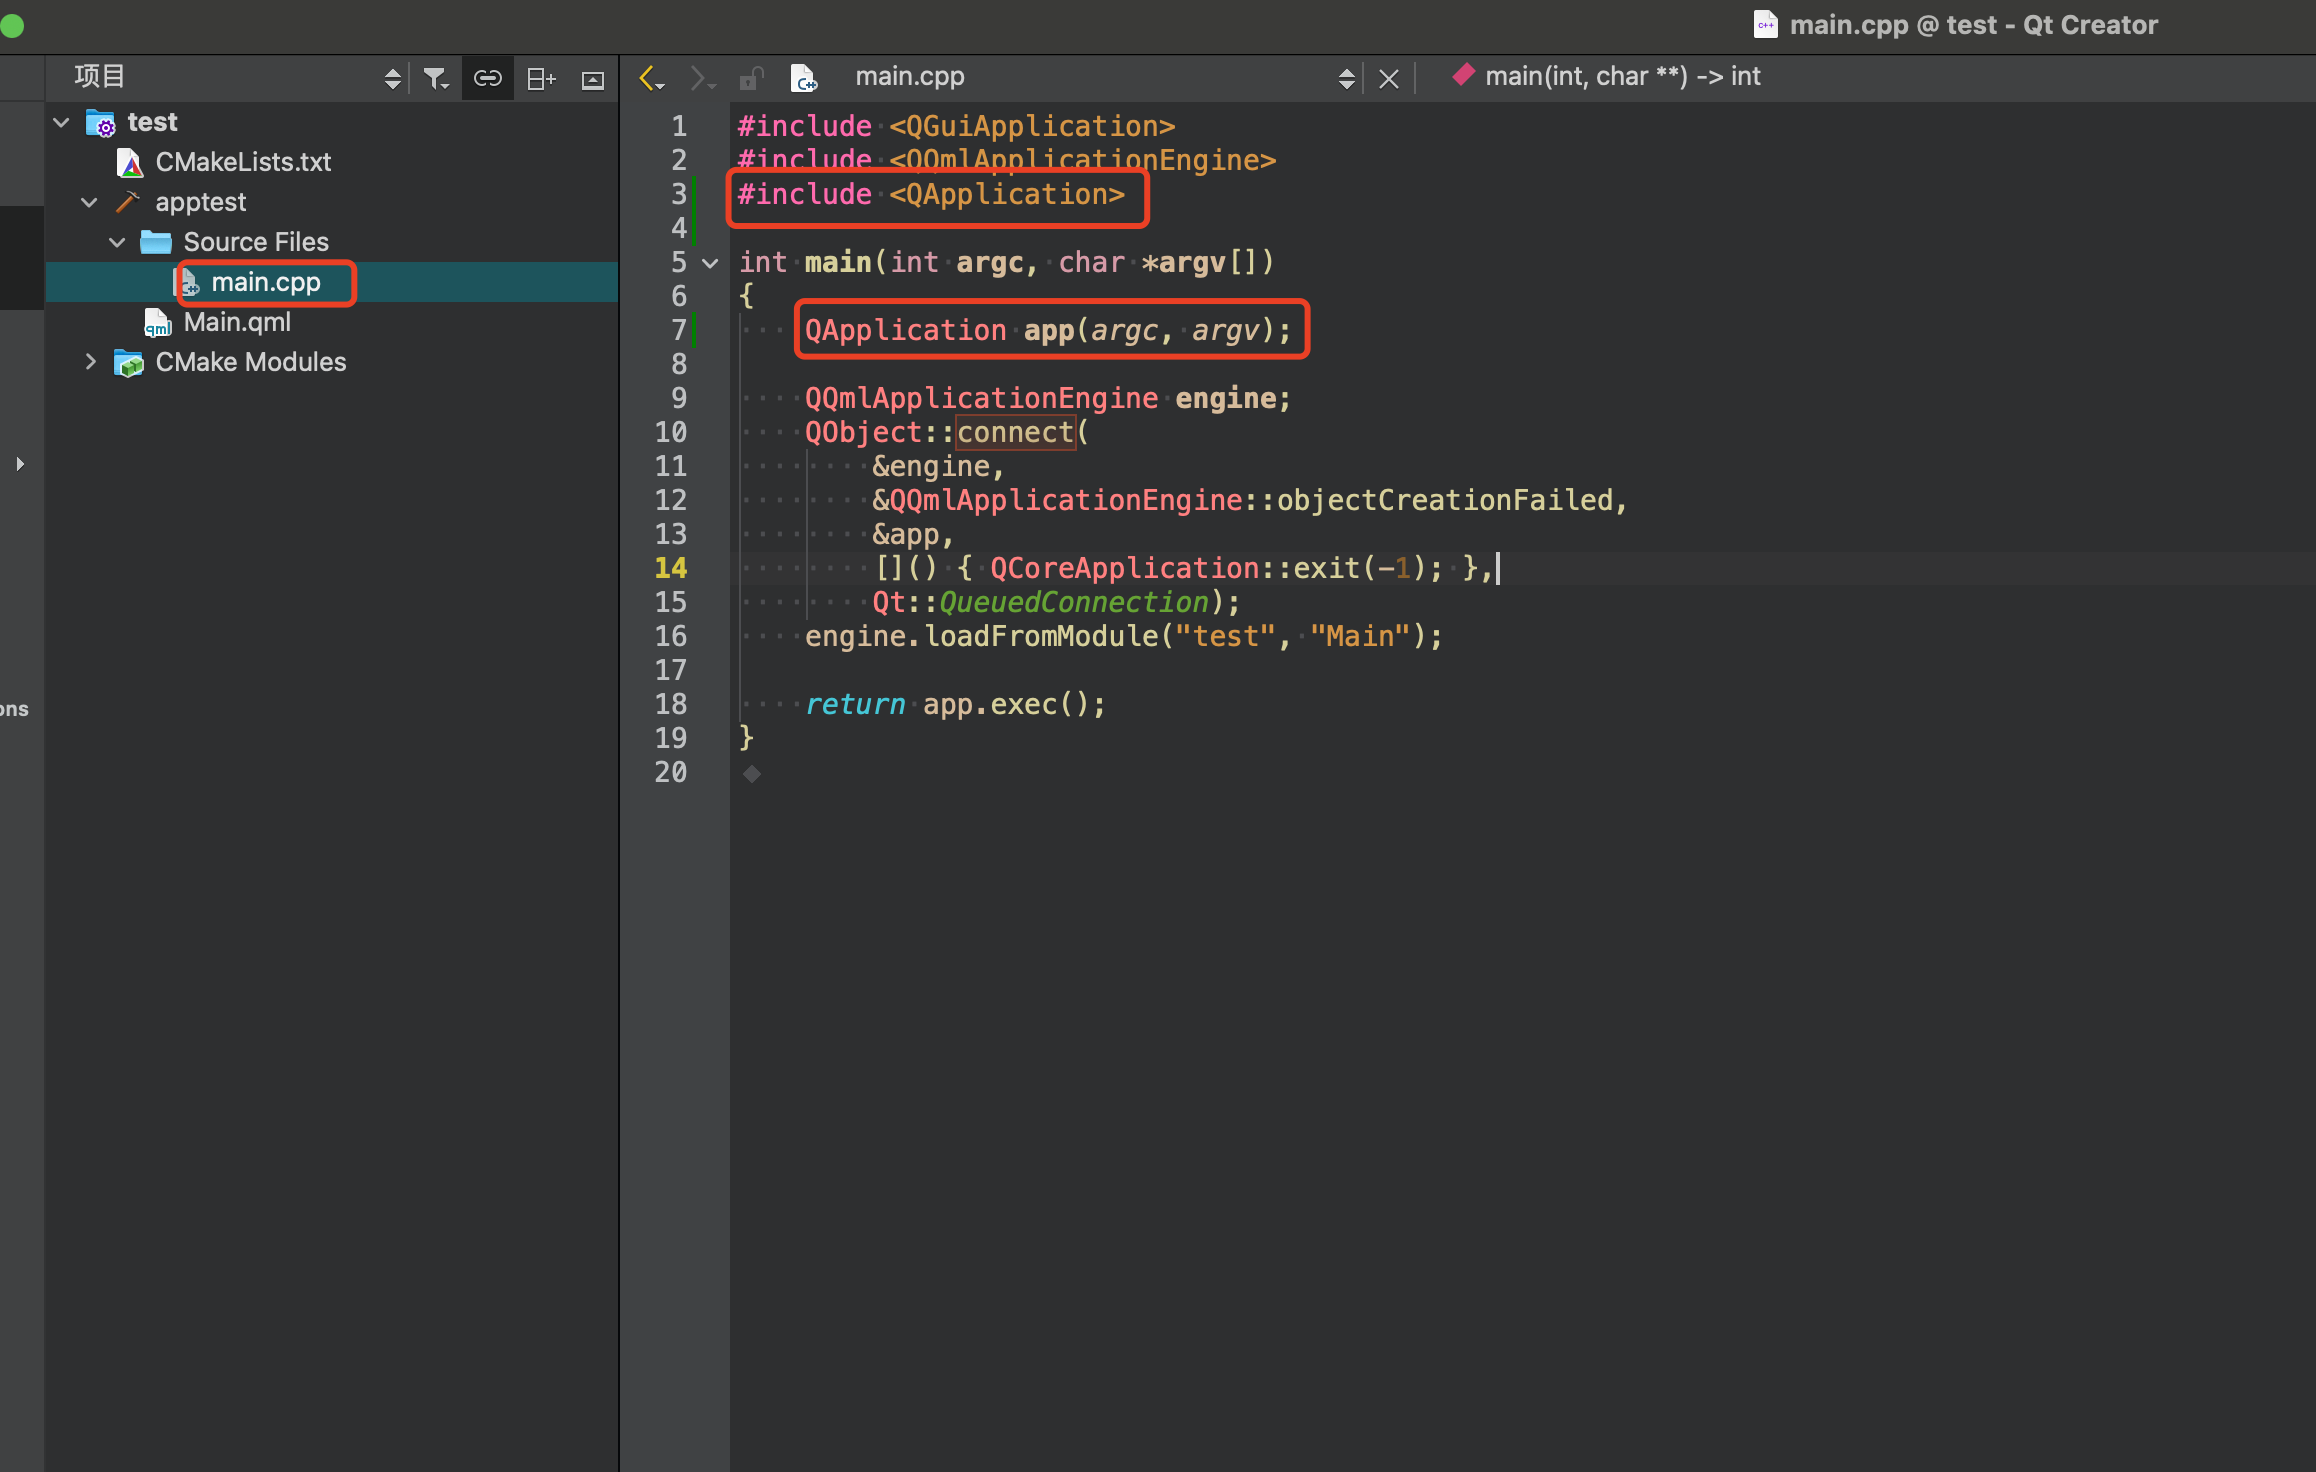 main.cpp @ test - Qt Creator
项目
main.cpp
main(int, char **) -> int
test
CMakeLists.txt
apptest
Source Files
main.cpp
Main.qml
CMake Modules
ons
1 #include <QGuiApplication>
2 #include <QQmlApplicationEngine>
3 #include <QApplication>
4
5 int main(int argc, char *argv[])
6 {
7     QApplication app(argc, argv);
8
9     QQmlApplicationEngine engine;
10     QObject::connect(
11         &engine,
12         &QQmlApplicationEngine::objectCreationFailed,
13         &app,
14         []() { QCoreApplication::exit(-1); },
15         Qt::QueuedConnection);
16     engine.loadFromModule("test", "Main");
17
18     return app.exec();
19 }
20